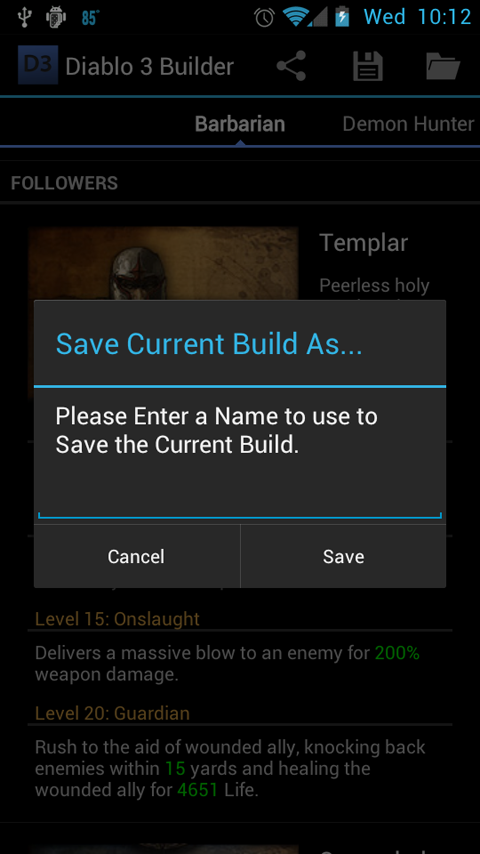 85°
Wed 10:12
D3 Diablo 3 Builder
Barbarian Demon Hunter
FOLLOWERS
Templar
Peerless holy
Save Current Build As...
Please Enter a Name to use to
Save the Current Build.
Cancel Save
Level 15: Onslaught
Delivers a massive blow to an enemy for 200%
weapon damage.
Level 20: Guardian
Rush to the aid of wounded ally, knocking back
enemies within 15 yards and healing the
wounded ally for 4651 Life.